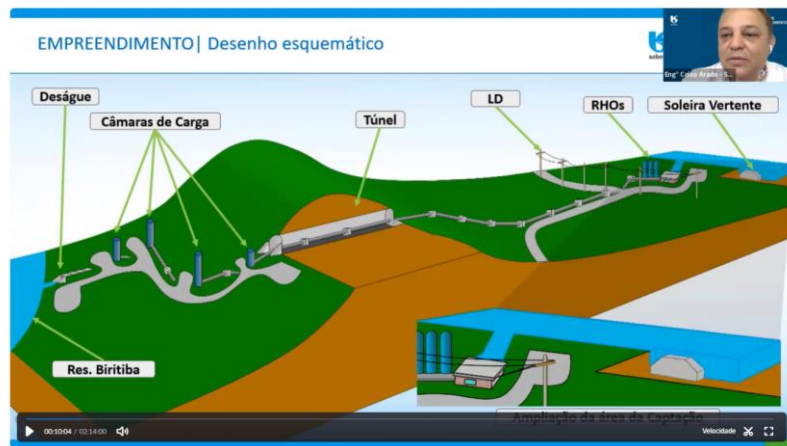 EMPREENDIMENTO| Desenho esquemático
Deságue
Câmaras de Carga
Túnel
LD
RHOs
Soleira Vertente
Res. Biritiba
Ampliação da área da Captação
00:10:04 / 02:14:00
Velocidade